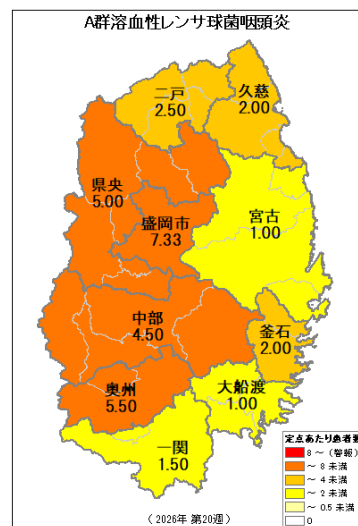 A群溶血性レンサ球菌咽頭炎
二戸
2.50
久慈
2.00
県央
5.00
盛岡市
7.33
宮古
1.00
中部
4.50
釜石
2.00
奥州
5.50
大船渡
1.00
一関
1.50
定点あたり患者数
8～（警報）
～8未満
～4未満
～2未満
～0.5未満
0
（2026年 第20週）